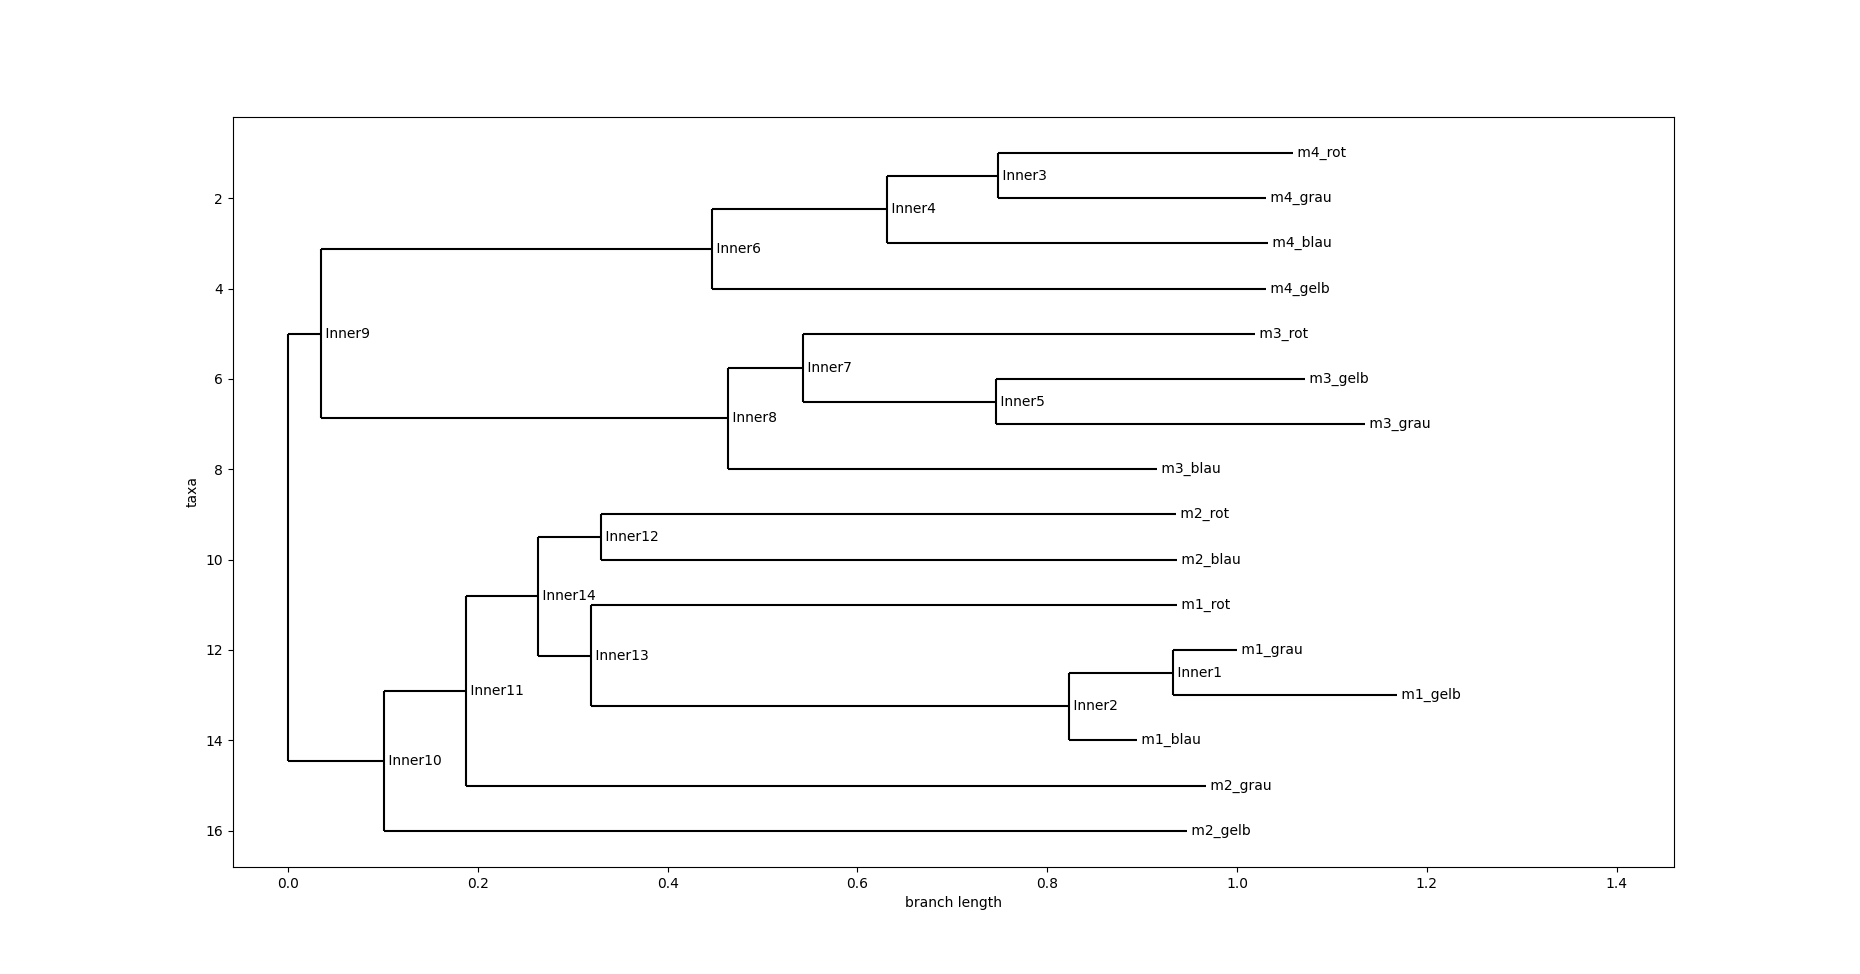 m4_rot
Inner3
2
m4_grau
Inner4
m4_blau
Inner6
4
m4_gelb
Inner9
m3_rot
Inner7
6
m3_gelb
Inner5
Inner8
m3_grau
8
m3_blau
taxa
m2_rot
Inner12
10
m2_blau
Inner14
m1_rot
12
m1_grau
Inner13
Inner1
Inner11
m1_gelb
Inner2
14
m1_blau
Inner10
m2_grau
16
m2_gelb
0.0 0.2 0.4 0.6 0.8 1.0 1.2 1.4
branch length